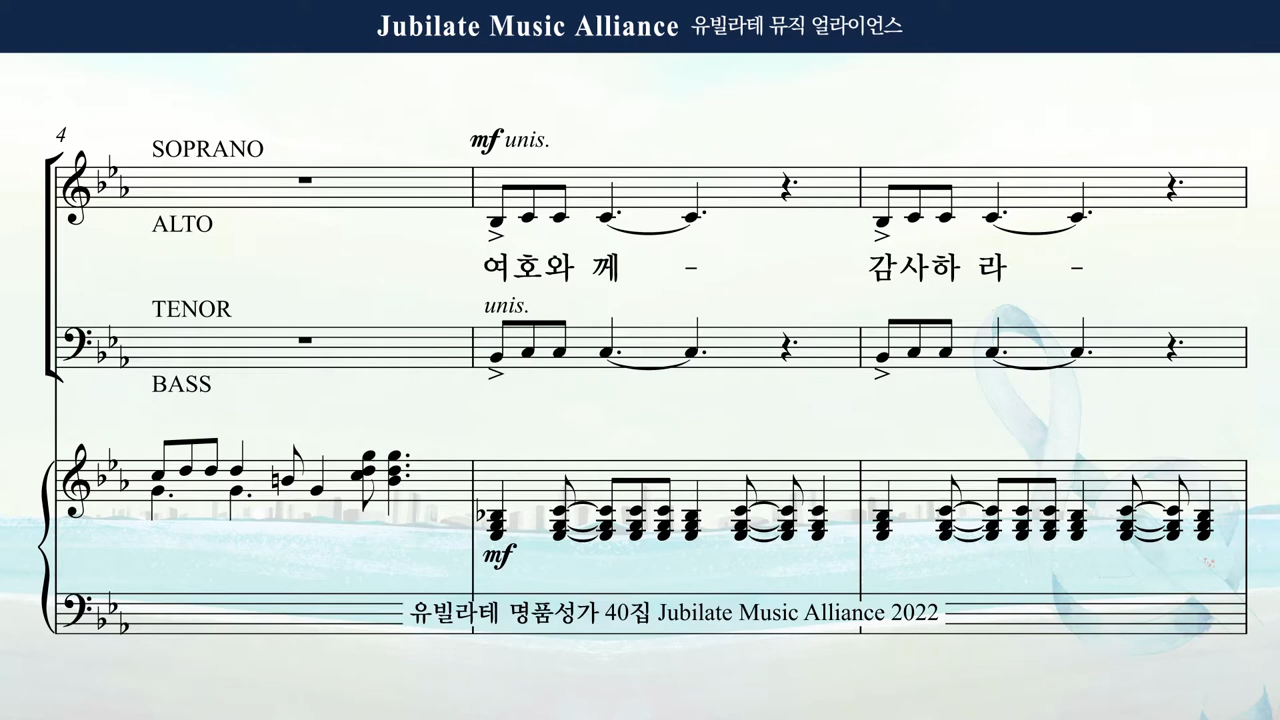 Jubilate Music Alliance 유빌라테 뮤직 얼라이언스
4
SOPRANO
mf unis.
ALTO
여호와 께 - 감사하 라 -
TENOR
unis.
BASS
mf
유빌라테 명품성가 40집 Jubilate Music Alliance 2022